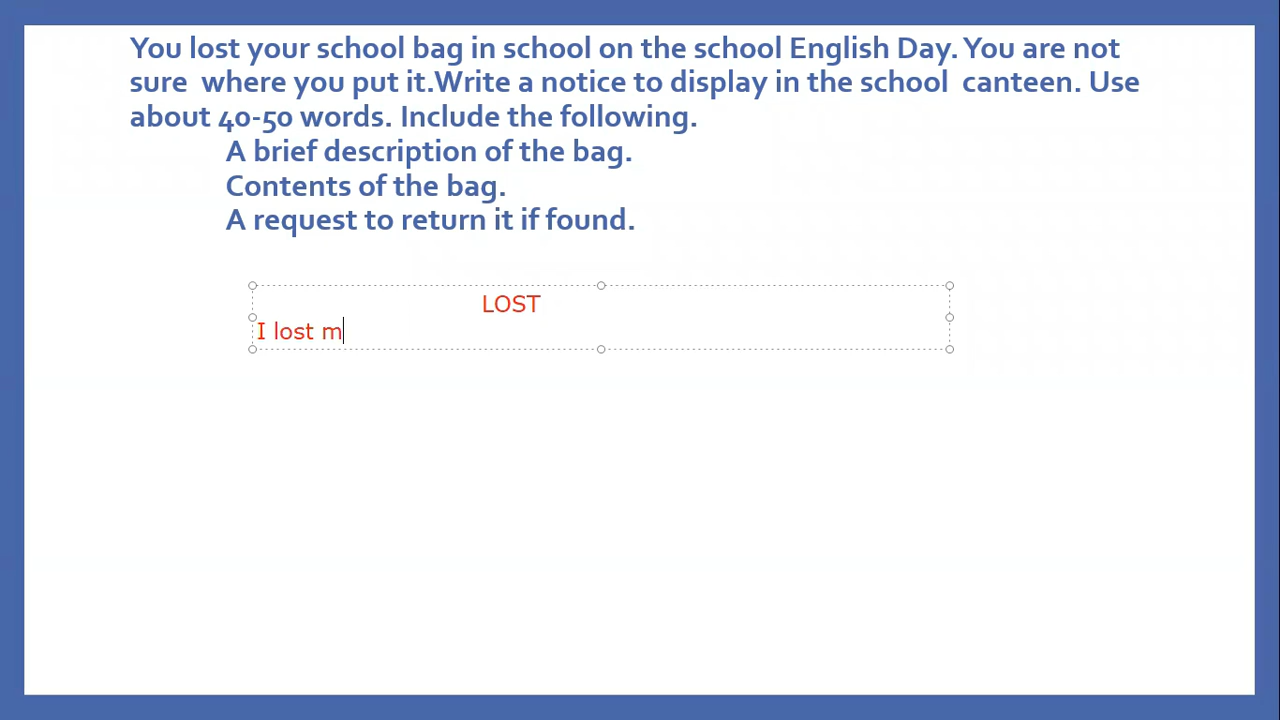 You lost your school bag in school on the school English Day. You are not
sure  where you put it.Write a notice to display in the school  canteen. Use
about 40-50 words. Include the following.
A brief description of the bag.
Contents of the bag.
A request to return it if found.
LOST
I lost m